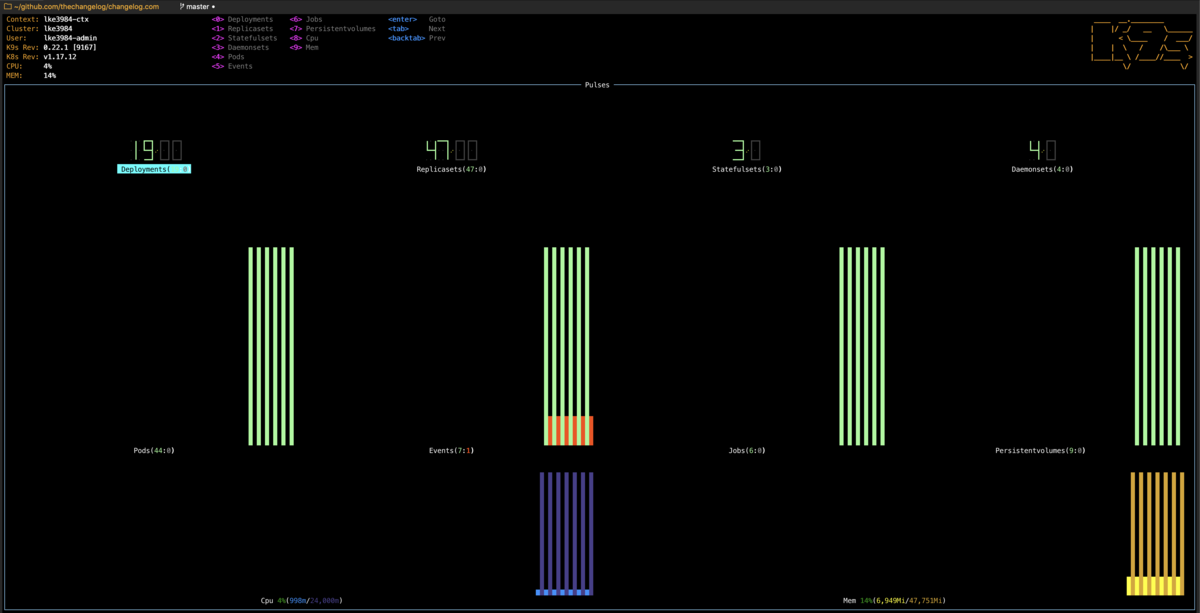 ~/github.com/thechangelog/changelog.com master •
Context: lke3984-ctx <0> Deployments <6> Jobs <enter> Goto
Cluster: lke3984 <1> Replicasets <7> Persistentvolumes <tab> Next
User: lke3984-admin <2> Statefulsets <8> Cpu <backtab> Prev
K9s Rev: 0.22.1 [9167] <3> Daemonsets <9> Mem
K8s Rev: v1.17.12 <4> Pods
CPU: 4% <5> Events
MEM: 14%
Pulses
19 00 47 00 3 0 4 0
Deployments( 0 Replicasets(47:0) Statefulsets(3:0) Daemonsets(4:0)
Pods(44:0) Events(7:1) Jobs(6:0) Persistentvolumes(9:0)
Cpu 4%(998m/24,000m) Mem 14%(6,949Mi/47,751Mi)